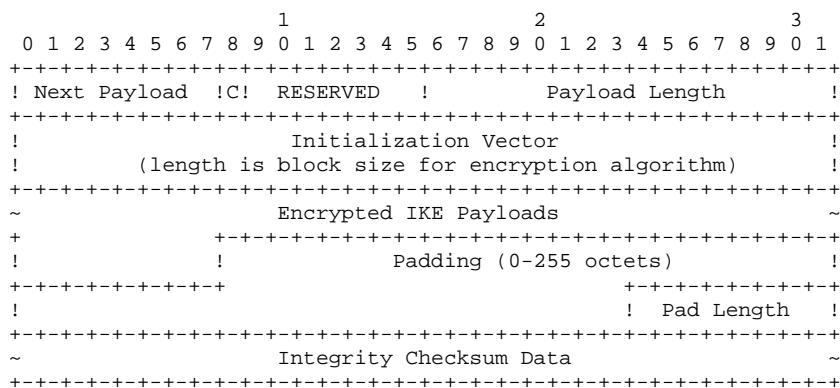 1                   2                   3
 0 1 2 3 4 5 6 7 8 9 0 1 2 3 4 5 6 7 8 9 0 1 2 3 4 5 6 7 8 9 0 1
+-+-+-+-+-+-+-+-+-+-+-+-+-+-+-+-+-+-+-+-+-+-+-+-+-+-+-+-+-+-+-+-+
! Next Payload  !C!  RESERVED   !         Payload Length        !
+-+-+-+-+-+-+-+-+-+-+-+-+-+-+-+-+-+-+-+-+-+-+-+-+-+-+-+-+-+-+-+-+
!                     Initialization Vector                     !
!         (length is block size for encryption algorithm)       !
+-+-+-+-+-+-+-+-+-+-+-+-+-+-+-+-+-+-+-+-+-+-+-+-+-+-+-+-+-+-+-+-+
~                    Encrypted IKE Payloads                     ~
+               +-+-+-+-+-+-+-+-+-+-+-+-+-+-+-+-+-+-+-+-+-+-+-+-+
!               !             Padding (0-255 octets)            !
+-+-+-+-+-+-+-+-+                               +-+-+-+-+-+-+-+-+
!                                               !  Pad Length   !
+-+-+-+-+-+-+-+-+-+-+-+-+-+-+-+-+-+-+-+-+-+-+-+-+-+-+-+-+-+-+-+-+
~                    Integrity Checksum Data                    ~
+-+-+-+-+-+-+-+-+-+-+-+-+-+-+-+-+-+-+-+-+-+-+-+-+-+-+-+-+-+-+-+-+